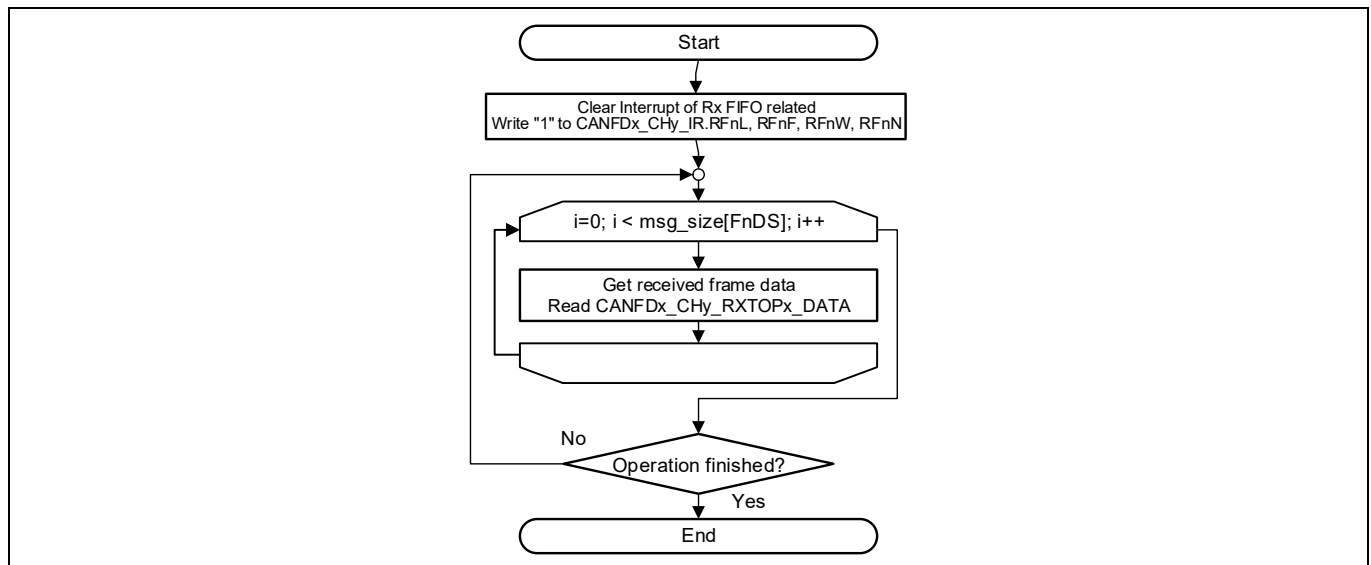 Start
Clear Interrupt of Rx FIFO related
Write "1" to CANFDx_CHy_IR.RFnL, RFnF, RFnW, RFnN
i=0; i < msg_size[FnDS]; i++
Get received frame data
Read CANFDx_CHy_RXTOPx_DATA
No
Operation finished?
Yes
End